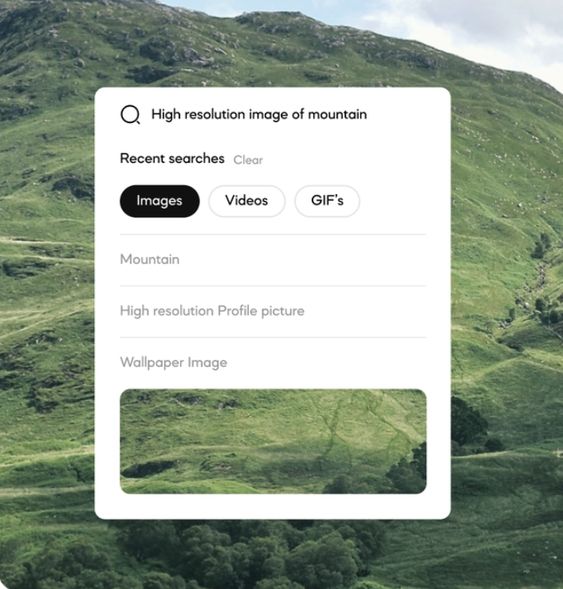 High resolution image of mountain
Recent searches Clear
Images Videos GIF's
Mountain
High resolution Profile picture
Wallpaper Image